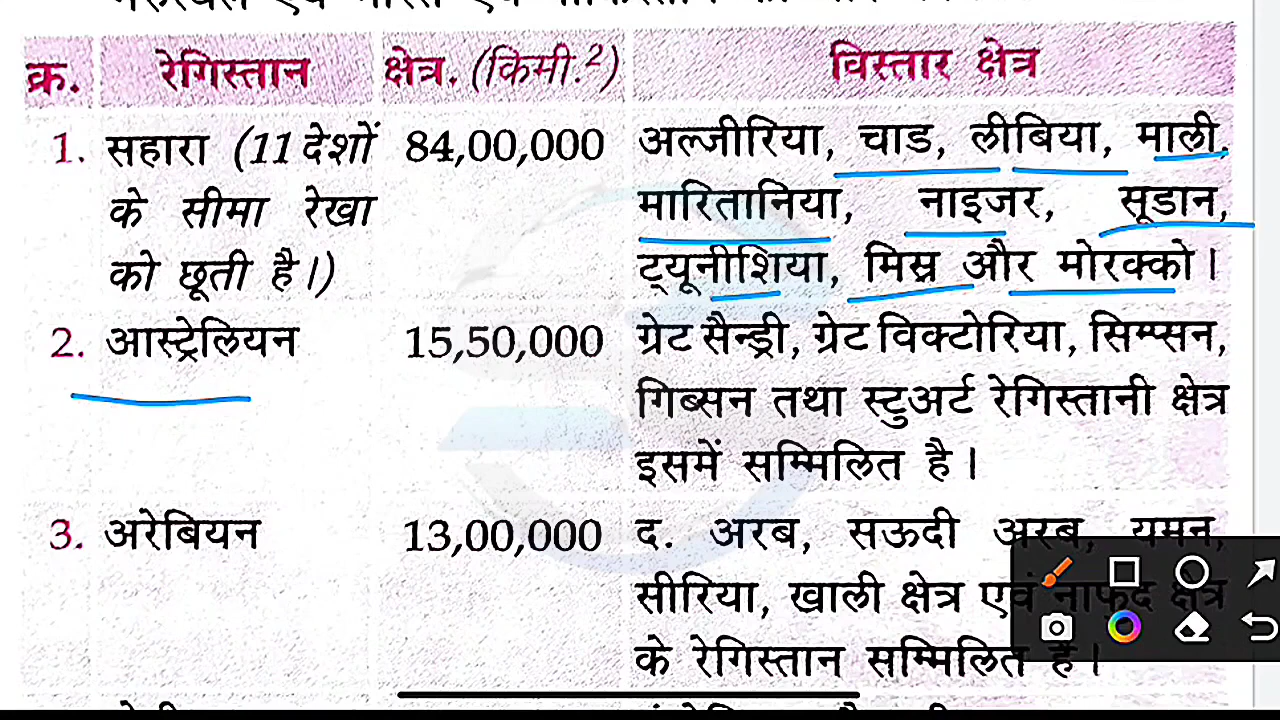 क्र. रेगिस्तान क्षेत्र. (किमी.²) विस्तार क्षेत्र
1. सहारा (11 देशों 84,00,000 अल्जीरिया, चाड, लीबिया, माली,
के सीमा रेखा मारितानिया, नाइजर, सूडान,
को छूती है।) ट्यूनीशिया, मिस्र और मोरक्को।
2. आस्ट्रेलियन 15,50,000 ग्रेट सैन्ड्री, ग्रेट विक्टोरिया, सिम्पसन,
गिब्सन तथा स्टुअर्ट रेगिस्तानी क्षेत्र
इसमें सम्मिलित है।
3. अरेबियन 13,00,000 द. अरब, सऊदी अरब, यमन,
सीरिया, खाली क्षेत्र एवं नाफद क्षेत्र
के रेगिस्तान सम्मिलित हैं।